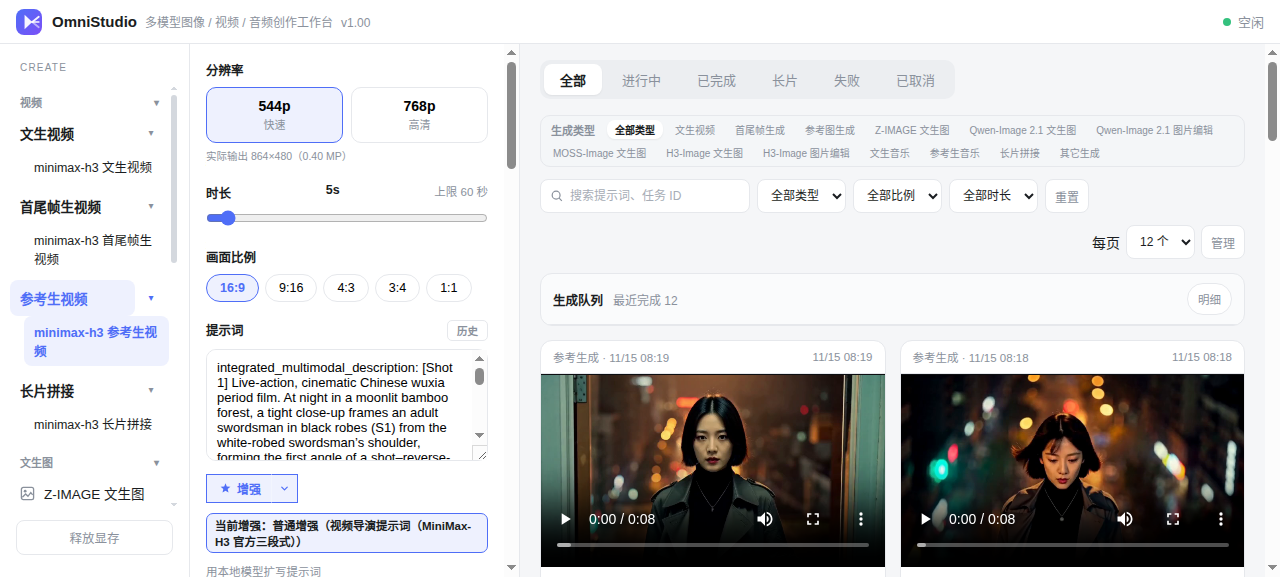 OmniStudio 多模型图像 / 视频 / 音频创作工作台 v1.00
空闲
CREATE
视频
文生视频
minimax-h3 文生视频
首尾帧生视频
minimax-h3 首尾帧生
视频
参考生视频
minimax-h3 参考生视
频
长片拼接
minimax-h3 长片拼接
文生图
Z-IMAGE 文生图
释放显存
分辨率
544p
快速
768p
高清
实际输出 864×480（0.40 MP）
时长 5s 上限 60 秒
画面比例
16:9 9:16 4:3 3:4 1:1
提示词 历史
integrated_multimodal_description: [Shot
1] Live-action, cinematic Chinese wuxia
period film. At night in a moonlit bamboo
forest, a tight close-up frames an adult
swordsman in black robes (S1) from the
white-robed swordsman's shoulder,
forming the first angle of a shot–reverse-
增强
当前增强：普通增强（视频导演提示词（MiniMax-
H3 官方三段式））
用本地模型扩写提示词
全部 进行中 已完成 长片 失败 已取消
生成类型 全部类型 文生视频 首尾帧生成 参考图生成 Z-IMAGE 文生图 Qwen-Image 2.1 文生图 Qwen-Image 2.1 图片编辑
MOSS-Image 文生图 H3-Image 文生图 H3-Image 图片编辑 文生音乐 参考生音乐 长片拼接 其它生成
搜索提示词、任务 ID 全部类型 全部比例 全部时长 重置
每页 12 个 管理
生成队列 最近完成 12 明细
参考生成 · 11/15 08:19 11/15 08:19
0:00 / 0:08
参考生成 · 11/15 08:18 11/15 08:18
0:00 / 0:08